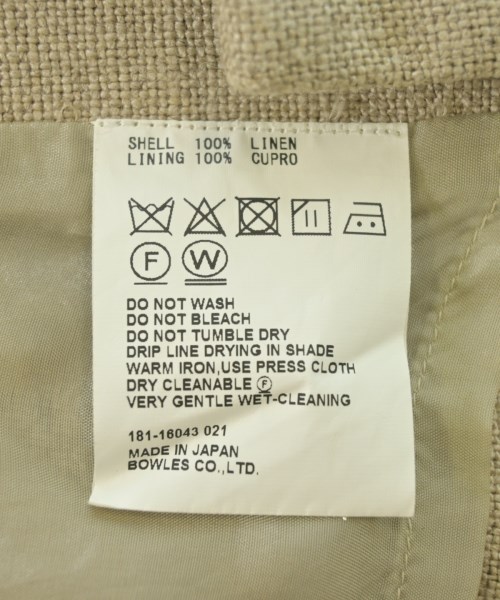 SHELL 100% LINEN
LINING 100% CUPRO
F W
DO NOT WASH
DO NOT BLEACH
DO NOT TUMBLE DRY
DRIP LINE DRYING IN SHADE
WARM IRON,USE PRESS CLOTH
DRY CLEANABLE Ⓕ
VERY GENTLE WET-CLEANING
181-16043 021
MADE IN JAPAN
BOWLES CO.,LTD.